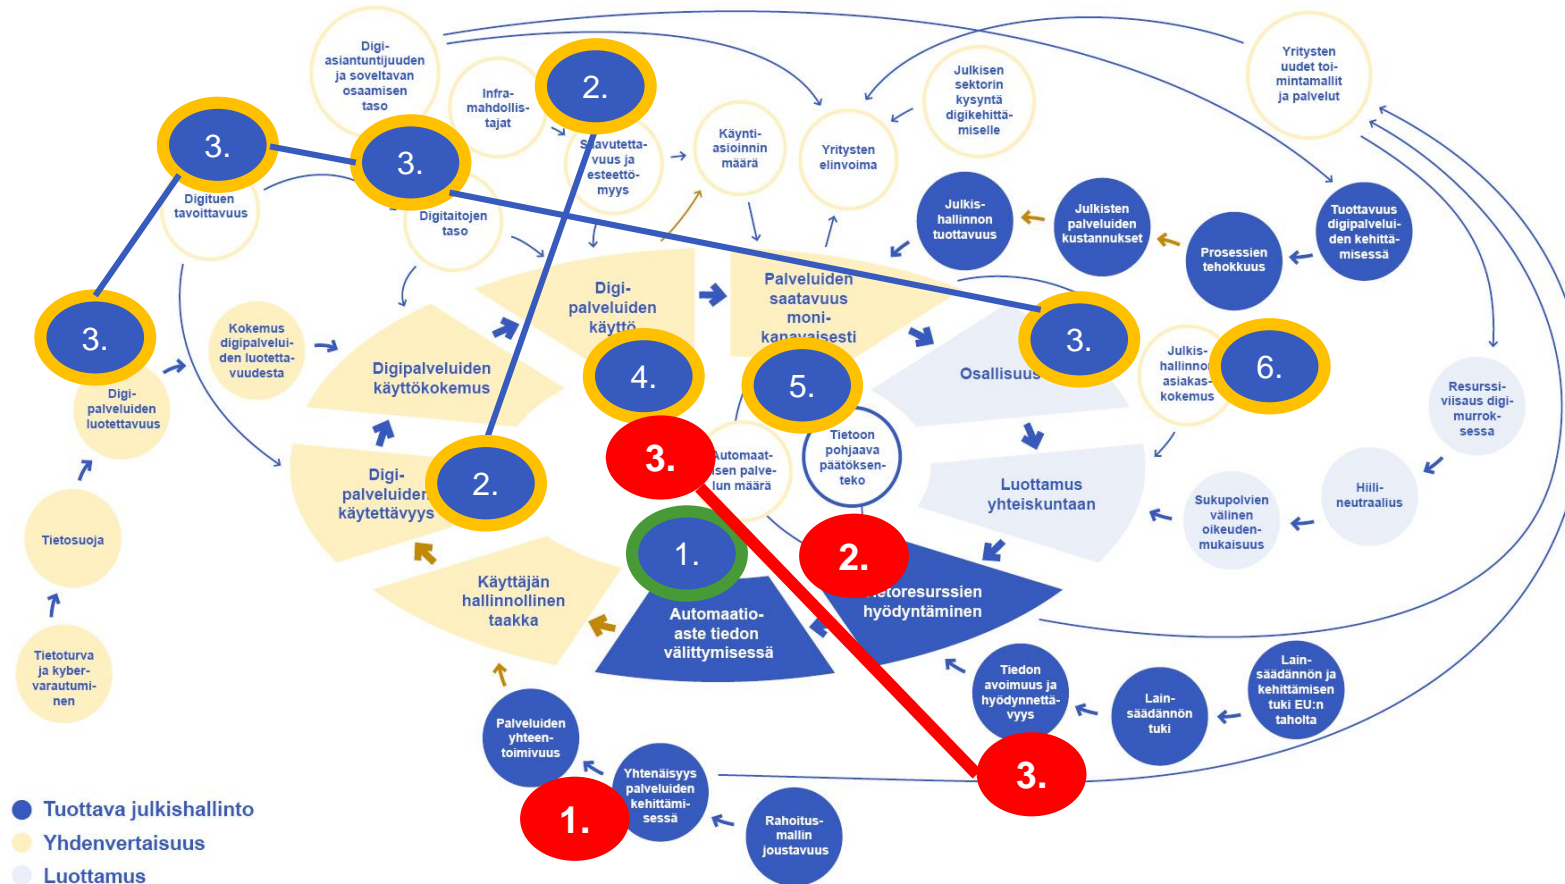 Digi-
asiantuntijuuden
ja soveltavan
osaamisen
taso
Infra-
mahdollis-
tajat
2.
Julkisen
sektorin
kysyntä
digikehittä-
miselle
Yritysten
uudet toi-
mintamallit
ja palvelut
3.
3.
Saavutetta-
vuus ja
esteettö-
myys
Käynti-
asioinnin
määrä
Yritysten
elinvoima
Digituen
tavoittavuus
Digitaitojen
taso
Julkis-
hallinnon
tuottavuus
Julkisten
palveluiden
kustannukset
Prosessien
tehokkuus
Tuottavuus
digipalvelui-
den kehittä-
misessä
3.
Kokemus
digipalvelui-
den luotetta-
vuudesta
Digipalveluiden
käyttökokemus
Digi-
palveluiden
käyttö
Palveluiden
saatavuus
moni-
kanavaisesti
3.
Osallisuus
Julkis-
hallinnon
asiakas-
kokemus
6.
4.
5.
Digi-
palveluiden
luotettavuus
Resurssi-
viisaus digi-
murrok-
sessa
3.
Automaat-
isen palve-
lun määrä
Tietoon
pohjaava
päätöksen-
teko
Digi-
palveluiden
käytettävyys
2.
Luottamus
yhteiskuntaan
Sukupolvien
välinen
oikeuden-
mukaisuus
Hiili-
neutraalius
Tietosuoja
1.
2.
Käyttäjän
hallinnollinen
taakka
Automaatio-
aste tiedon
välittymisessä
etoresurssien
hyödyntäminen
Tietoturva
ja kyber-
varautumi-
nen
Tiedon
avoimuus ja
hyödynnettä-
vyys
Lain-
säädännön
tuki
Lain-
säädännön ja
kehittämisen
tuki EU:n
taholta
Palveluiden
yhteen-
toimivuus
3.
Yhtenäisyys
palveluiden
kehittämi-
sessä
1.
Rahoitus-
mallin
joustavuus
Tuottava julkishallinto
Yhdenvertaisuus
Luottamus